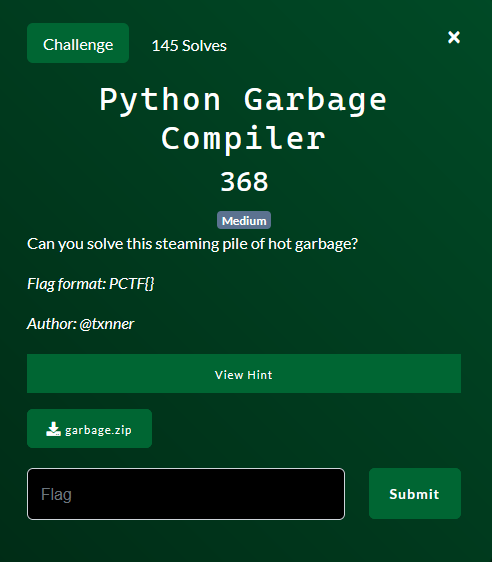 Challenge 145 Solves ×
Python Garbage
Compiler
368
Medium
Can you solve this steaming pile of hot garbage?
Flag format: PCTF{}
Author: @txnner
View Hint
garbage.zip
Flag Submit